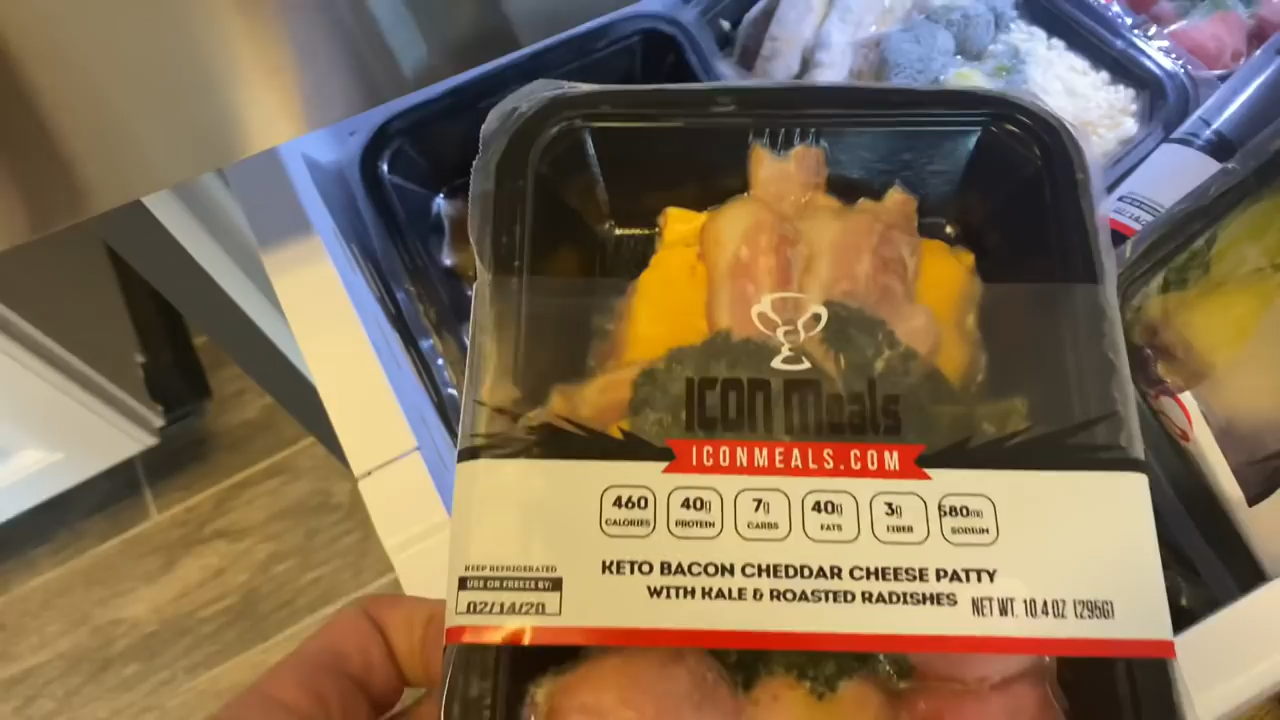 ICON Meals
ICONMEALS.COM
460 CALORIES
40g PROTEIN
7g CARBS
40g FATS
3g FIBER
580mg SODIUM
KEEP REFRIGERATED
USE OR FREEZE BY:
02/14/20
KETO BACON CHEDDAR CHEESE PATTY
WITH KALE & ROASTED RADISHES
NET WT. 10.4 OZ (295G)